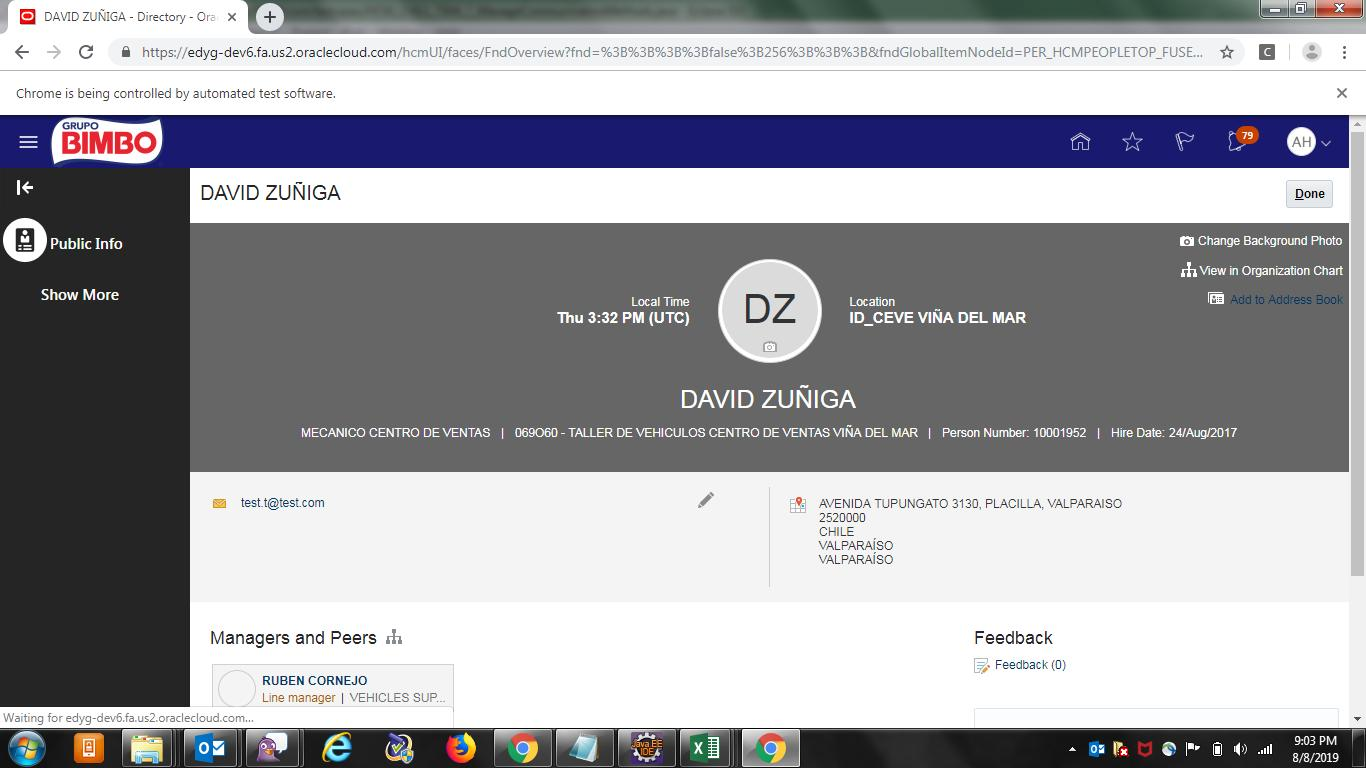 DAVID ZUÑIGA - Directory - Ora
https://edyg-dev6.fa.us2.oraclecloud.com/hcmUI/faces/FndOverview?fnd=%3B%3B%3B%3Bfalse%3B256%3B%3B%3B&fndGlobalItemNodeId=PER_HCMPEOPLETOP_FUSE...
Chrome is being controlled by automated test software.
GRUPO
BIMBO
79
AH
DAVID ZUÑIGA
Done
Public Info
Show More
Change Background Photo
View in Organization Chart
Add to Address Book
Local Time
Thu 3:32 PM (UTC)
DZ
Location
ID_CEVE VIÑA DEL MAR
DAVID ZUÑIGA
MECANICO CENTRO DE VENTAS | 069O60 - TALLER DE VEHICULOS CENTRO DE VENTAS VIÑA DEL MAR | Person Number: 10001952 | Hire Date: 24/Aug/2017
test.t@test.com
AVENIDA TUPUNGATO 3130, PLACILLA, VALPARAISO
2520000
CHILE
VALPARAÍSO
VALPARAÍSO
Managers and Peers
RUBEN CORNEJO
Line manager | VEHICLES SUP...
Feedback
Feedback (0)
Waiting for edyg-dev6.fa.us2.oraclecloud.com...
Java EE
IDE
9:03 PM
8/8/2019